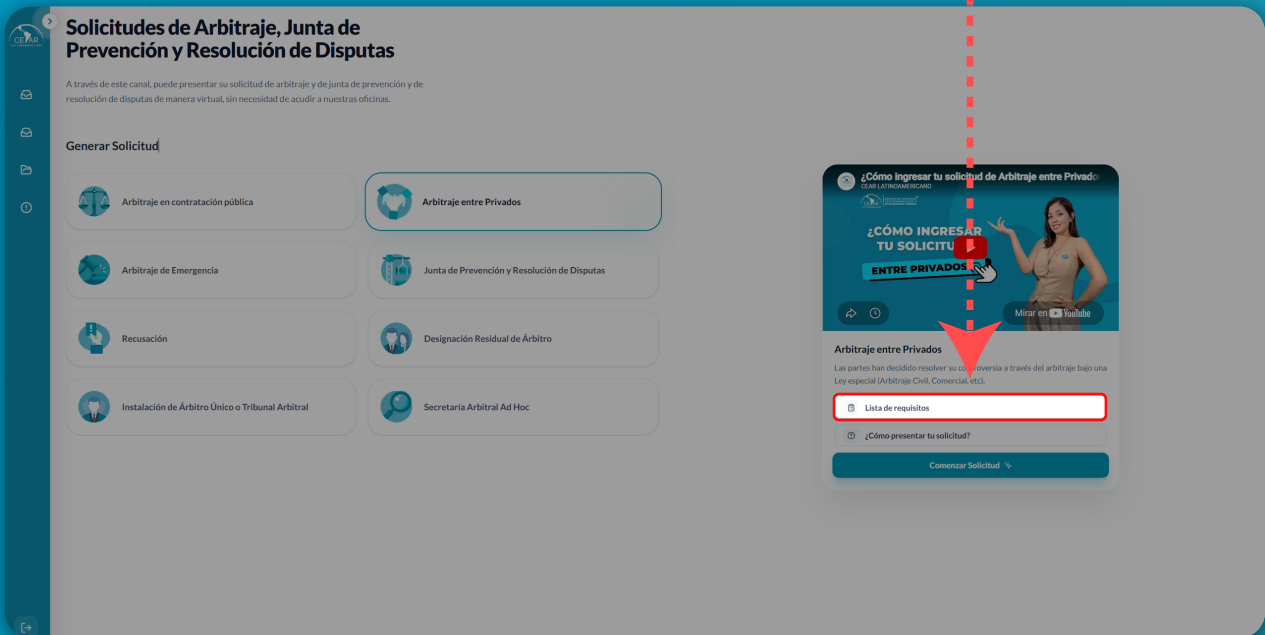 CEAR
LATINOAMERICANO
Solicitudes de Arbitraje, Junta de
Prevención y Resolución de Disputas
A través de este canal, puede presentar su solicitud de arbitraje y de junta de prevención y de
resolución de disputas de manera virtual, sin necesidad de acudir a nuestras oficinas.
Generar Solicitud
Arbitraje en contratación pública
Arbitraje entre Privados
Arbitraje de Emergencia
Junta de Prevención y Resolución de Disputas
Recusación
Designación Residual de Árbitro
Instalación de Árbitro Único o Tribunal Arbitral
Secretaría Arbitral Ad Hoc
¿Cómo ingresar tu solicitud de Arbitraje entre Privado
CEAR LATINOAMERICANO
CEAR
¿CÓMO INGRESAR
TU SOLICITU
ENTRE PRIVADOS
Mirar en YouTube
Arbitraje entre Privados
Las partes han decidido resolver su controversia a través del arbitraje bajo una
Ley especial (Arbitraje Civil, Comercial, etc).
Lista de requisitos
¿Cómo presentar tu solicitud?
Comenzar Solicitud